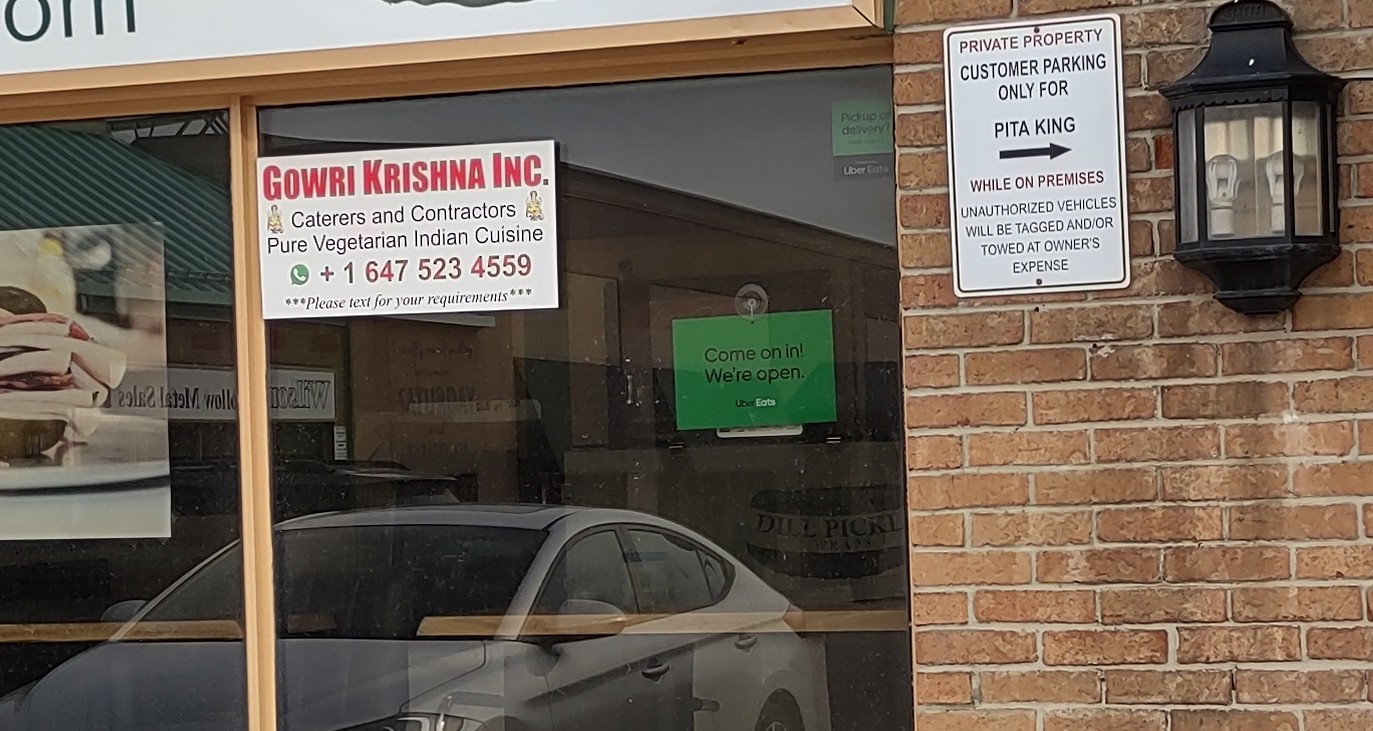 om
GOWRI KRISHNA INC.
Caterers and Contractors
Pure Vegetarian Indian Cuisine
+ 1 647 523 4559
***Please text for your requirements***
Pickup or
delivery?
Uber Eats
Come on in!
We're open.
Uber Eats
PRIVATE PROPERTY
CUSTOMER PARKING
ONLY FOR
PITA KING
WHILE ON PREMISES
UNAUTHORIZED VEHICLES
WILL BE TAGGED AND/OR
TOWED AT OWNER'S
EXPENSE
Wilson Hollow Metal Sales
DILL PICKL
WRAPS